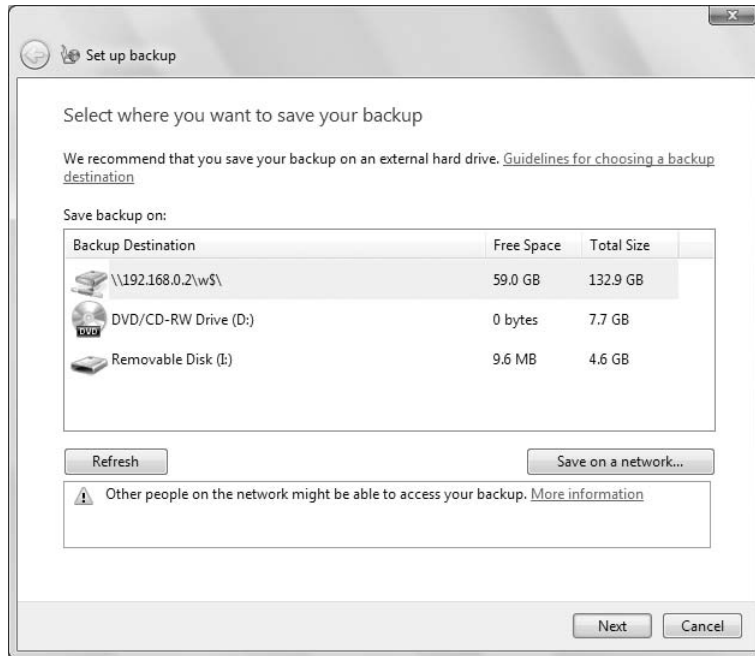 Set up backup
Select where you want to save your backup
We recommend that you save your backup on an external hard drive. Guidelines for choosing a backup
destination
Save backup on:
Backup Destination Free Space Total Size
\\192.168.0.2\w$\ 59.0 GB 132.9 GB
DVD/CD-RW Drive (D:) 0 bytes 7.7 GB
DVD
Removable Disk (I:) 9.6 MB 4.6 GB
Refresh Save on a network...
Other people on the network might be able to access your backup. More information
Next Cancel